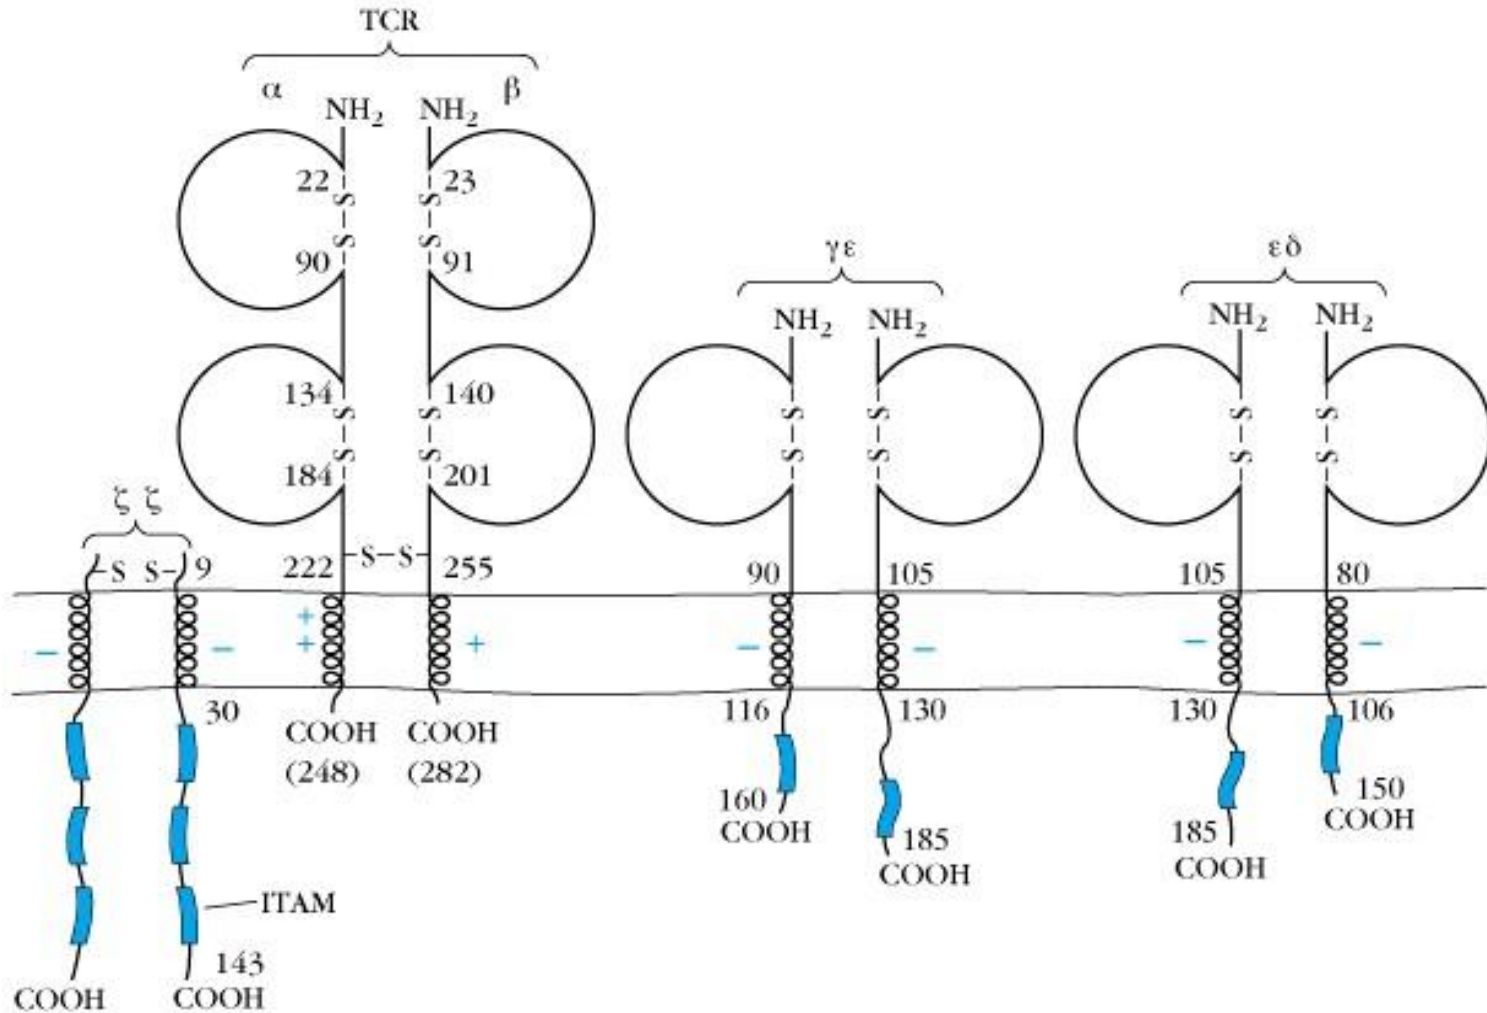 TCR
α β
NH₂ NH₂
22 S S 23
90 S S 91
γε εδ
NH₂ NH₂ NH₂ NH₂
134 S S 140 S S S S
184 S S 201 S S S S
ζ ζ
S S 9 222 S-S 255 90 105 105 80
+
− − + + − − − −
30 116 130 130 106
COOH COOH
(248) (282)
160 185 150
COOH 185 COOH COOH
COOH
ITAM
143
COOH COOH